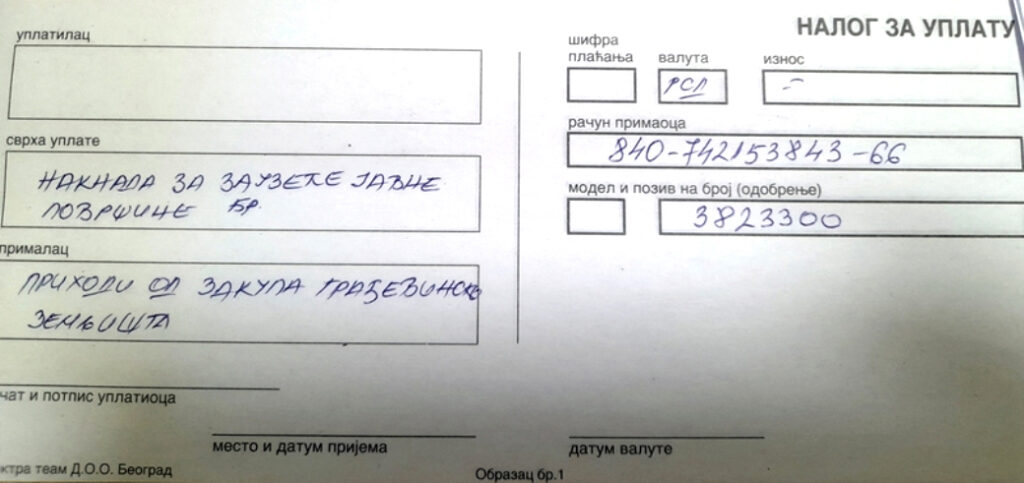 НАЛОГ ЗА УПЛАТУ
уплатилац
сврха уплате
НАКНАДА ЗА ЗАУЗЕЋЕ ЈАВНЕ
ПОВРШИНЕ БР.
прималац
ПРИХОДИ ОД ЗАКУПА ГРАЂЕВИНСКОГ
ЗЕМЉИШТА
чат и потпис уплатиоца
место и датум пријема
ктра теам Д.О.О. Београд
Образац бр.1
шифра
плаћања
валута
износ
РСД
=
рачун примаоца
840-742153843-66
модел и позив на број (одобрење)
3823300
датум валуте